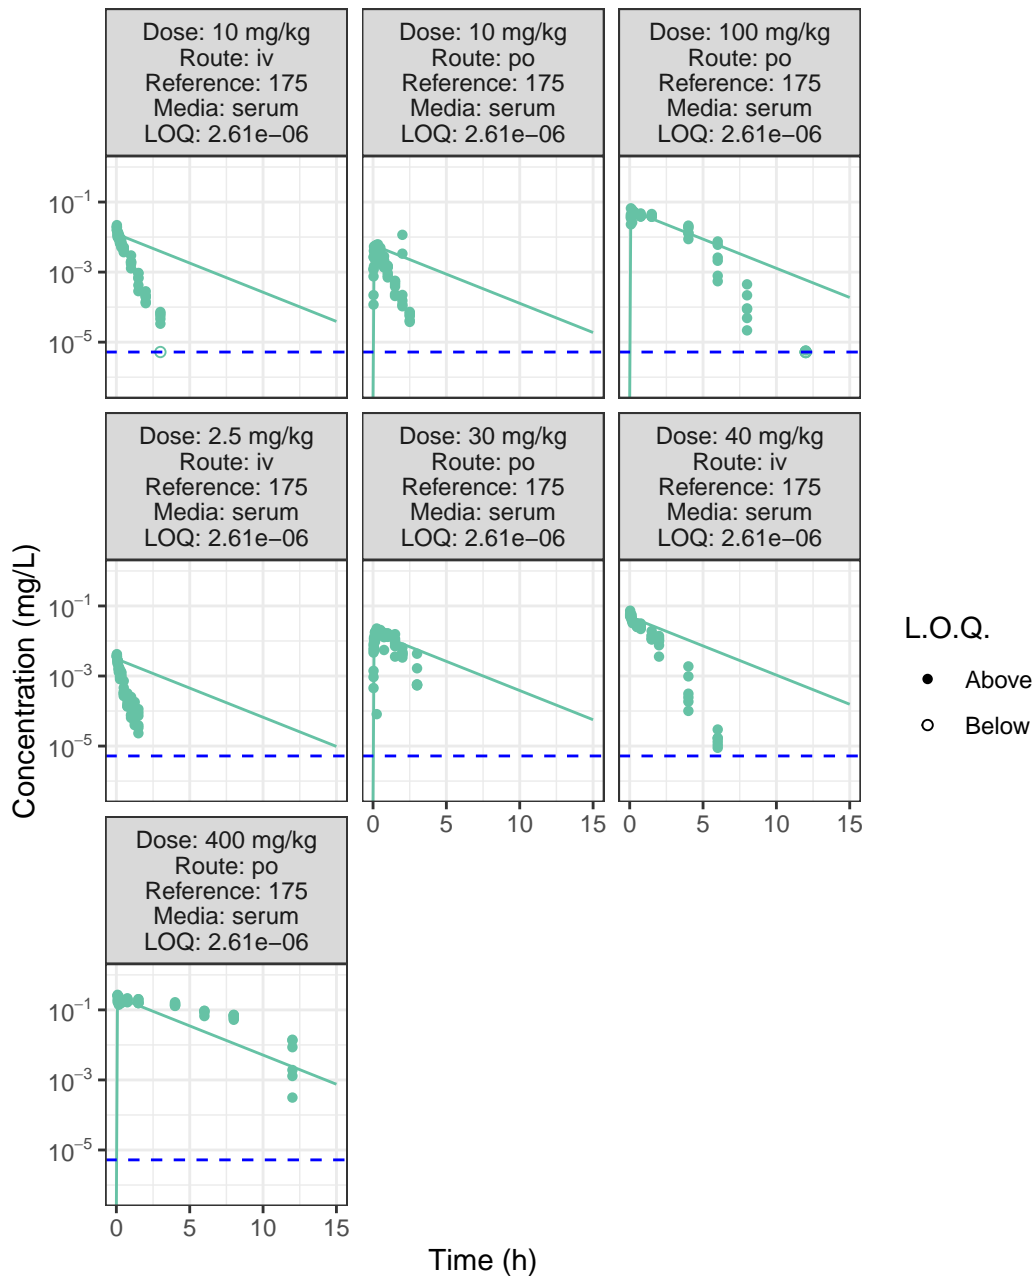 Dose: 10 mg/kg
Route: iv
Reference: 175
Media: serum
LOQ: 2.61e−06
Dose: 10 mg/kg
Route: po
Reference: 175
Media: serum
LOQ: 2.61e−06
Dose: 100 mg/kg
Route: po
Reference: 175
Media: serum
LOQ: 2.61e−06
10⁻¹
10⁻³
10⁻⁵
Dose: 2.5 mg/kg
Route: iv
Reference: 175
Media: serum
LOQ: 2.61e−06
Dose: 30 mg/kg
Route: po
Reference: 175
Media: serum
LOQ: 2.61e−06
Dose: 40 mg/kg
Route: iv
Reference: 175
Media: serum
LOQ: 2.61e−06
10⁻¹
10⁻³
10⁻⁵
0 5 10 15
0 5 10 15
Dose: 400 mg/kg
Route: po
Reference: 175
Media: serum
LOQ: 2.61e−06
10⁻¹
10⁻³
10⁻⁵
0 5 10 15
Time (h)
Concentration (mg/L)
L.O.Q.
Above
Below